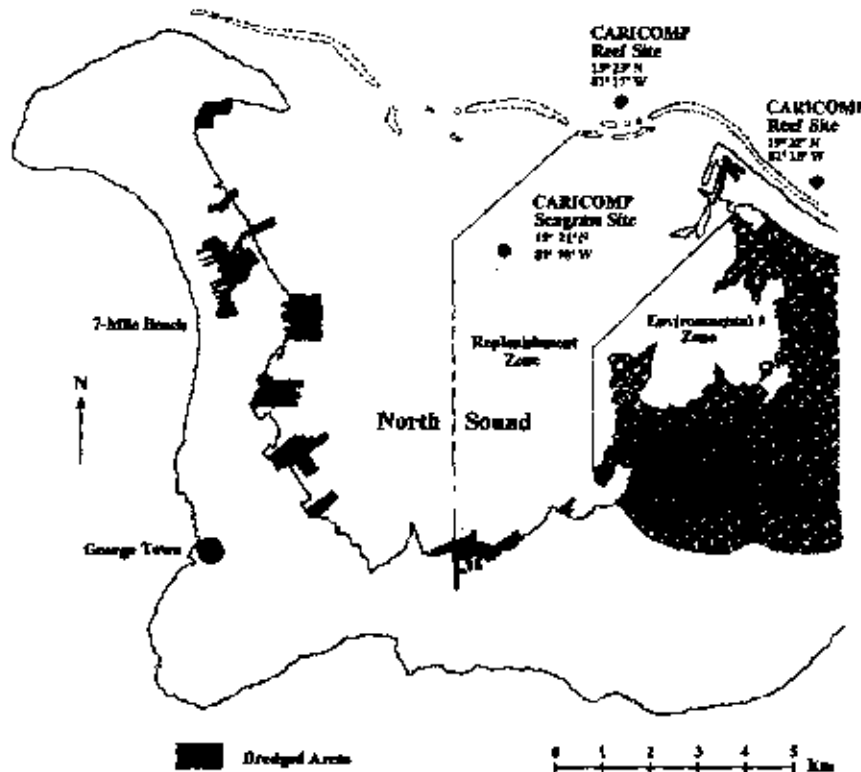 CARICOMP
Reef Site
CARICOMP
Reef Site
CARICOMP
Seagrass Site
7-Mile Beach
Replenishment
Zone
Environmental
Zone
N
North Sound
George Town
Dredged Areas
0 1 2 3 4 5
Km